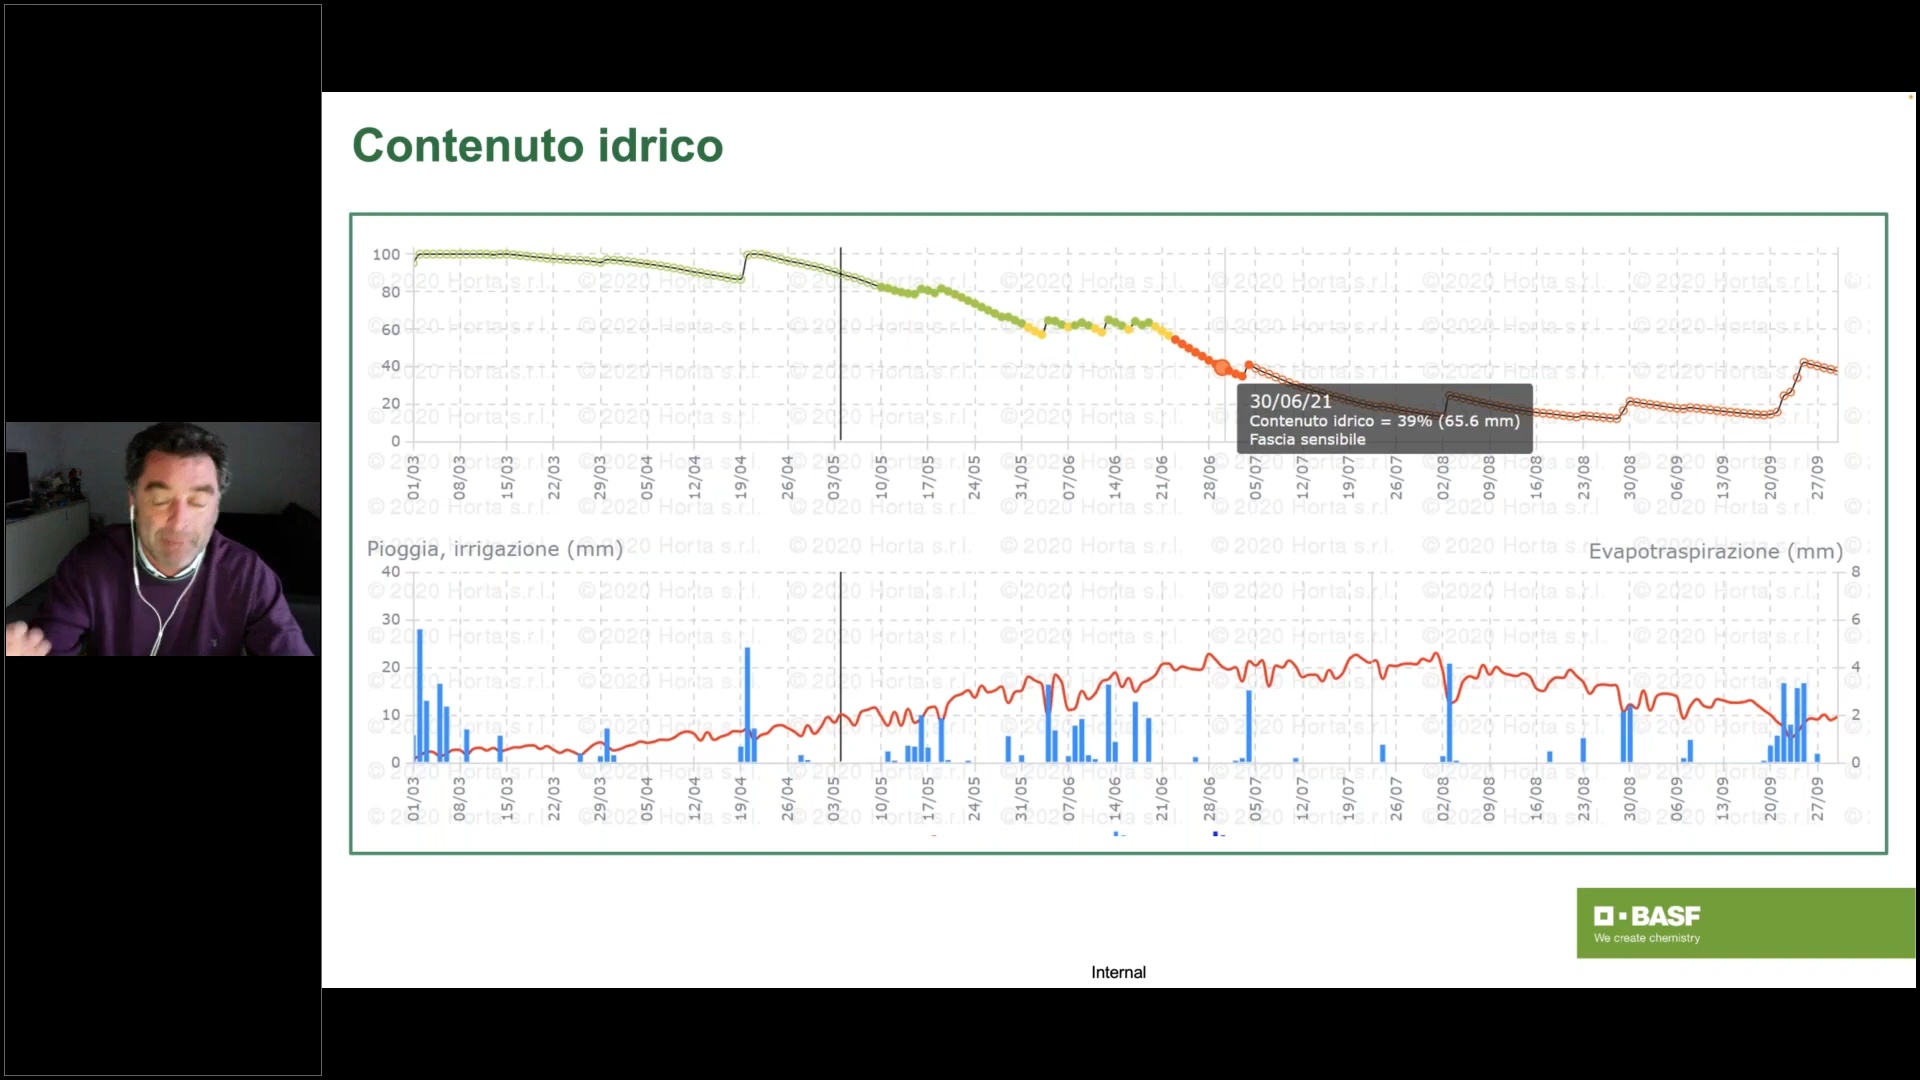 Contenuto idrico
100
80
60
40
20
0
30/06/21
Contenuto idrico = 39% (65.6 mm)
Fascia sensibile
01/03 08/03 15/03 22/03 29/03 05/04 12/04 19/04 26/04 03/05 10/05 17/05 24/05 31/05 07/06 14/06 21/06 28/06 05/07 12/07 19/07 26/07 02/08 09/08 16/08 23/08 30/08 06/09 13/09 20/09 27/09
Pioggia, irrigazione (mm) Evapotraspirazione (mm)
40 8
30 6
20 4
10 2
0 0
01/03 08/03 15/03 22/03 29/03 05/04 12/04 19/04 26/04 03/05 10/05 17/05 24/05 31/05 07/06 14/06 21/06 28/06 05/07 12/07 19/07 26/07 02/08 09/08 16/08 23/08 30/08 06/09 13/09 20/09 27/09
© 2020 Horta s.r.l.
BASF
We create chemistry
Internal